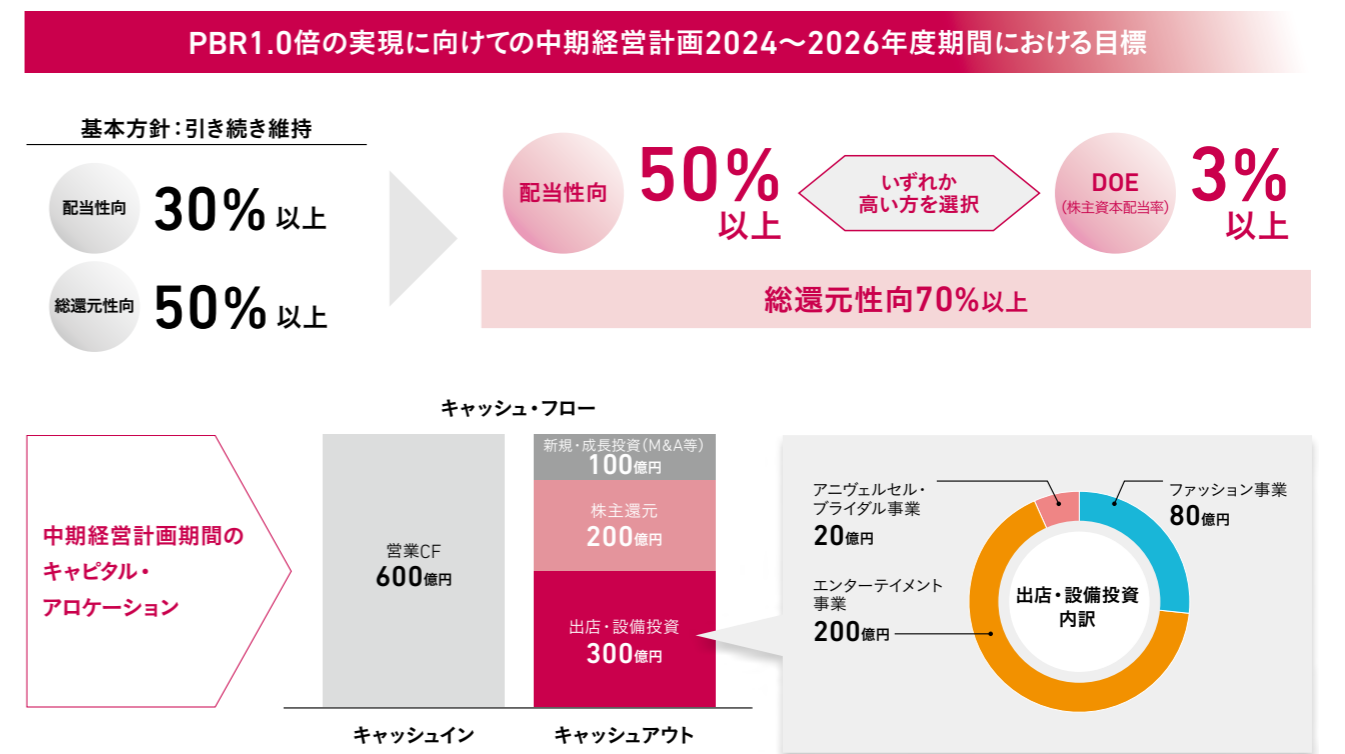 PBR1.0倍の実現に向けての中期経営計画2024～2026年度期間における目標
基本方針：引き続き維持
配当性向
30%以上
総還元性向
50%以上
配当性向
50%
以上
いずれか
高い方を選択
DOE
（株主資本配当率）
3%
以上
総還元性向70%以上
中期経営計画期間の
キャピタル・
アロケーション
キャッシュ・フロー
営業CF
600億円
キャッシュイン
新規・成長投資（M&A等）
100億円
株主還元
200億円
出店・設備投資
300億円
キャッシュアウト
アニヴェルセル・
ブライダル事業
20億円
エンターテイメント
事業
200億円
ファッション事業
80億円
出店・設備投資
内訳